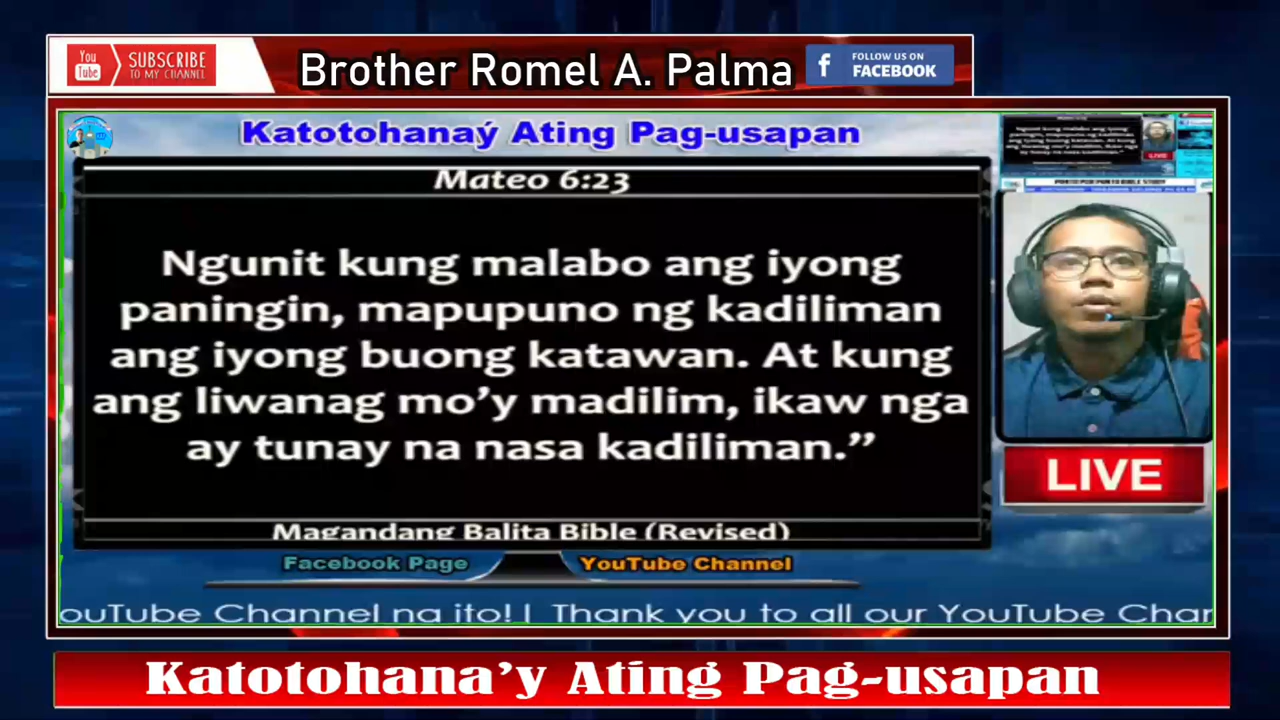 You Tube
SUBSCRIBE
TO MY CHANNEL
Brother Romel A. Palma
f
FOLLOW US ON
FACEBOOK
Katotohanaý Ating Pag-usapan
Mateo 6:23
Ngunit kung malabo ang iyong
paningin, mapupuno ng kadiliman
ang iyong buong katawan. At kung
ang liwanag mo’y madilim, ikaw nga
ay tunay na nasa kadiliman.”
Magandang Balita Bible (Revised)
LIVE
Facebook Page
YouTube Channel
ouTube Channel na ito! | Thank you to all our YouTube Chan
Katotohana’y Ating Pag-usapan